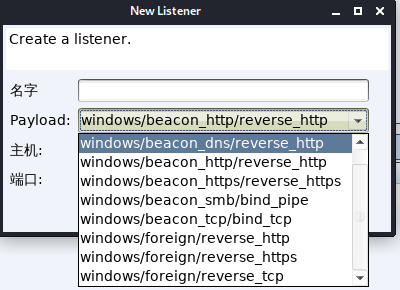 New Listener
Create a listener.
名字
Payload: windows/beacon_http/reverse_http
windows/beacon_dns/reverse_http
windows/beacon_http/reverse_http
主机:
windows/beacon_https/reverse_https
端口:
windows/beacon_smb/bind_pipe
windows/beacon_tcp/bind_tcp
windows/foreign/reverse_http
windows/foreign/reverse_https
windows/foreign/reverse_tcp